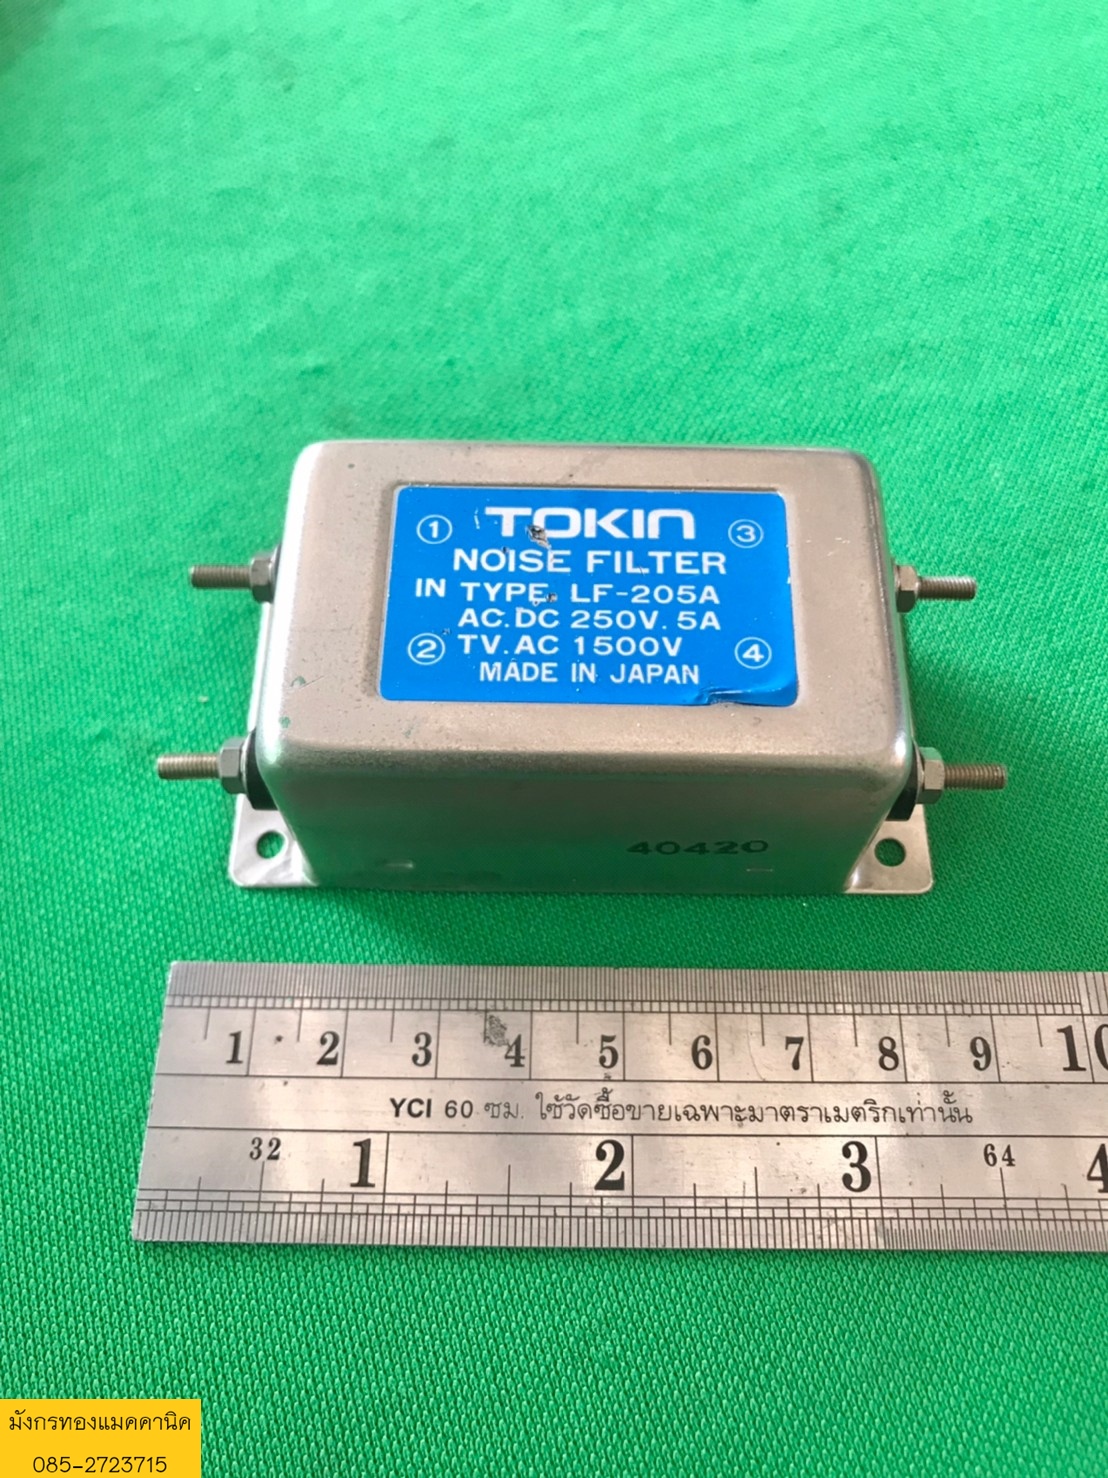 ① TOKIN ③
NOISE FILTER
IN TYPE LF-205A
AC.DC 250V. 5A
② TV. AC 1500V ④
MADE IN JAPAN
40420
1 2 3 4 5 6 7 8 9 10
YCI 60 ซม. ใช้วัดซื้อขายเฉพาะมาตราเมตริกเท่านั้น
32 1 2 3 64 4
มังกรทองแมคคานิค
085-2723715